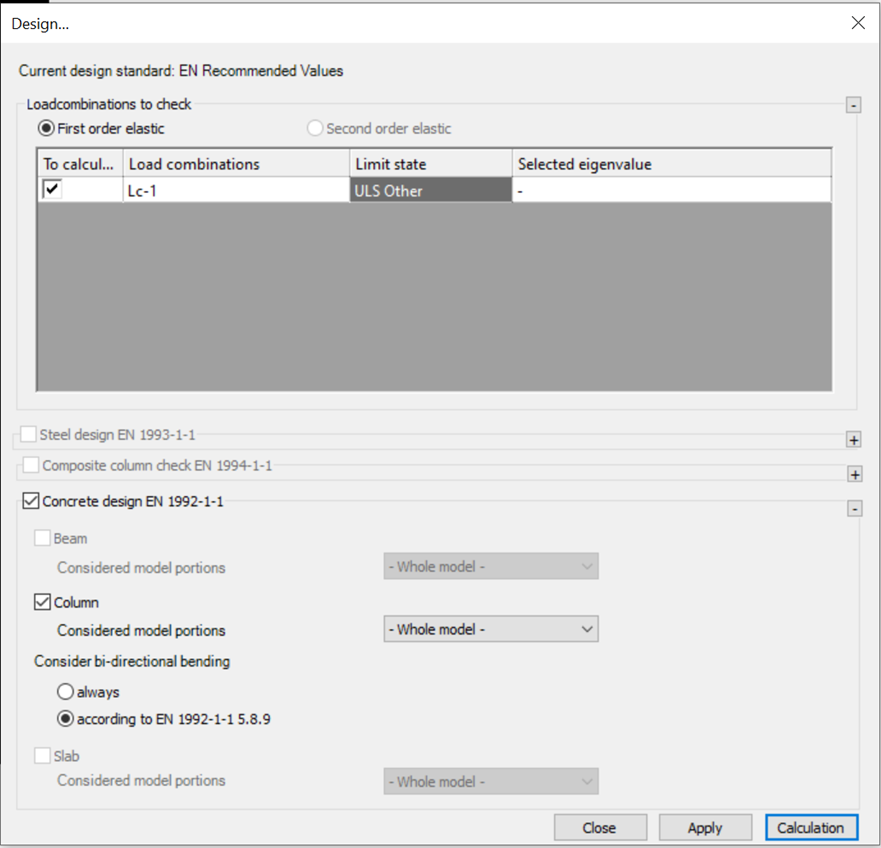 Design...
Current design standard: EN Recommended Values
Loadcombinations to check
-
First order elastic Second order elastic
To calcul... Load combinations Limit state Selected eigenvalue
Lc-1 ULS Other -
Steel design EN 1993-1-1
+
Composite column check EN 1994-1-1
+
Concrete design EN 1992-1-1
-
Beam
Considered model portions - Whole model -
Column
Considered model portions - Whole model -
Consider bi-directional bending
always
according to EN 1992-1-1 5.8.9
Slab
Considered model portions - Whole model -
Close Apply Calculation